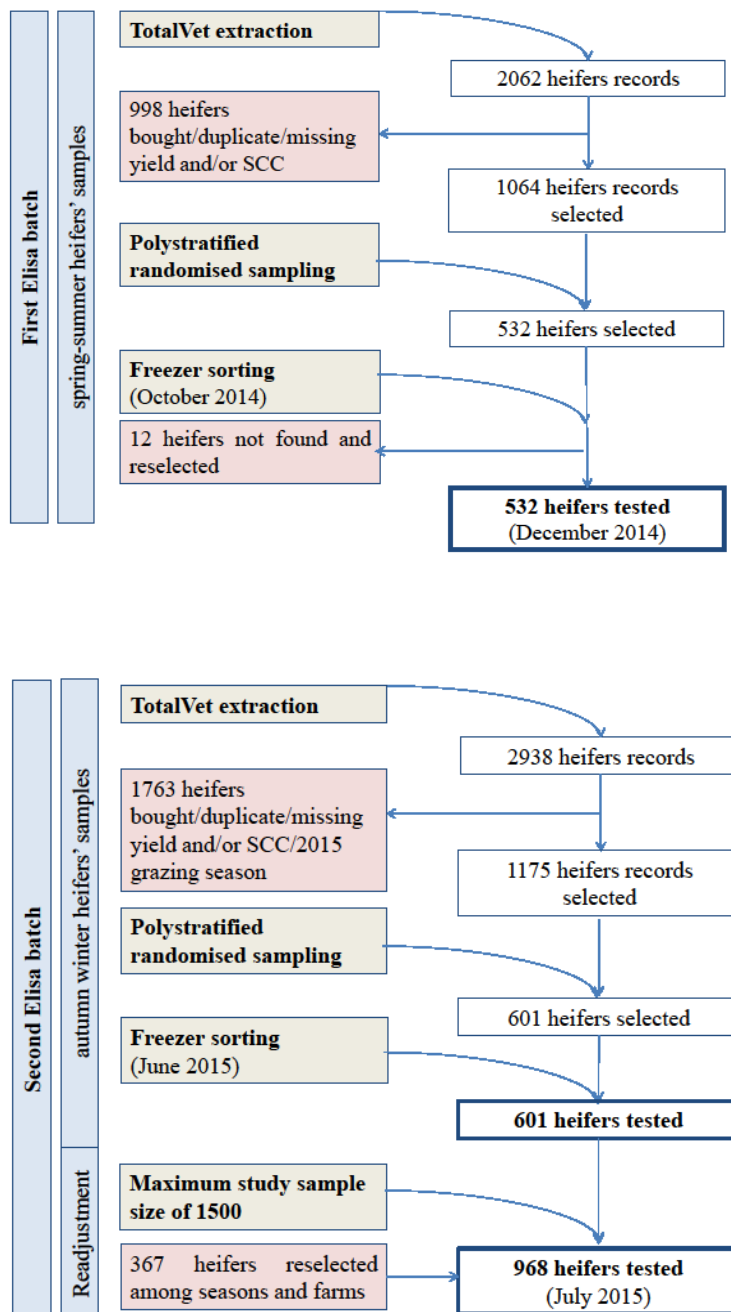 First Elisa batch
spring-summer heifers' samples
TotalVet extraction
2062 heifers records
998 heifers
bought/duplicate/missing
yield and/or SCC
1064 heifers records
selected
Polystratified
randomised sampling
532 heifers selected
Freezer sorting
(October 2014)
12 heifers not found and
reselected
532 heifers tested
(December 2014)
Second Elisa batch
autumn winter heifers' samples
TotalVet extraction
2938 heifers records
1763 heifers
bought/duplicate/missing
yield and/or SCC/2015
grazing season
1175 heifers records
selected
Polystratified
randomised sampling
601 heifers selected
Freezer sorting
(June 2015)
601 heifers tested
Readjustment
Maximum study sample
size of 1500
367 heifers reselected
among seasons and farms
968 heifers tested
(July 2015)